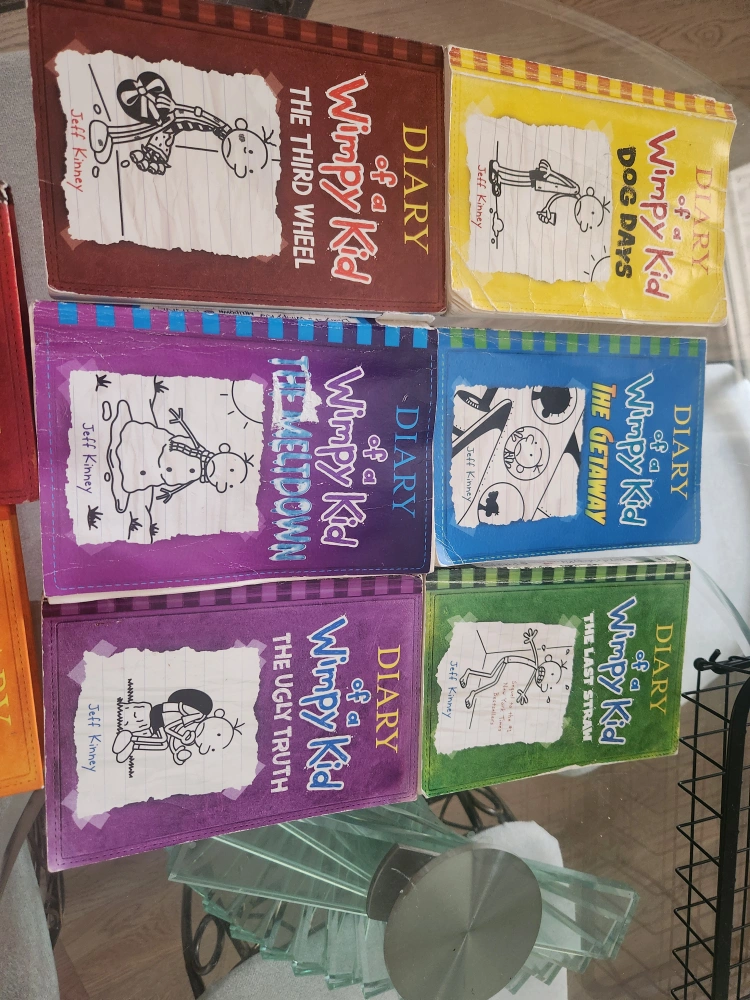 DIARY
of a
Wimpy Kid
THE THIRD WHEEL
Jeff Kinney
DIARY
of a
Wimpy Kid
DOG DAYS
Jeff Kinney
DIARY
of a
Wimpy Kid
THE MELTDOWN
Jeff Kinney
DIARY
of a
Wimpy Kid
THE GETAWAY
Jeff Kinney
DIARY
of a
Wimpy Kid
THE UGLY TRUTH
Jeff Kinney
DIARY
of a
Wimpy Kid
THE LAST STRAW
Jeff Kinney